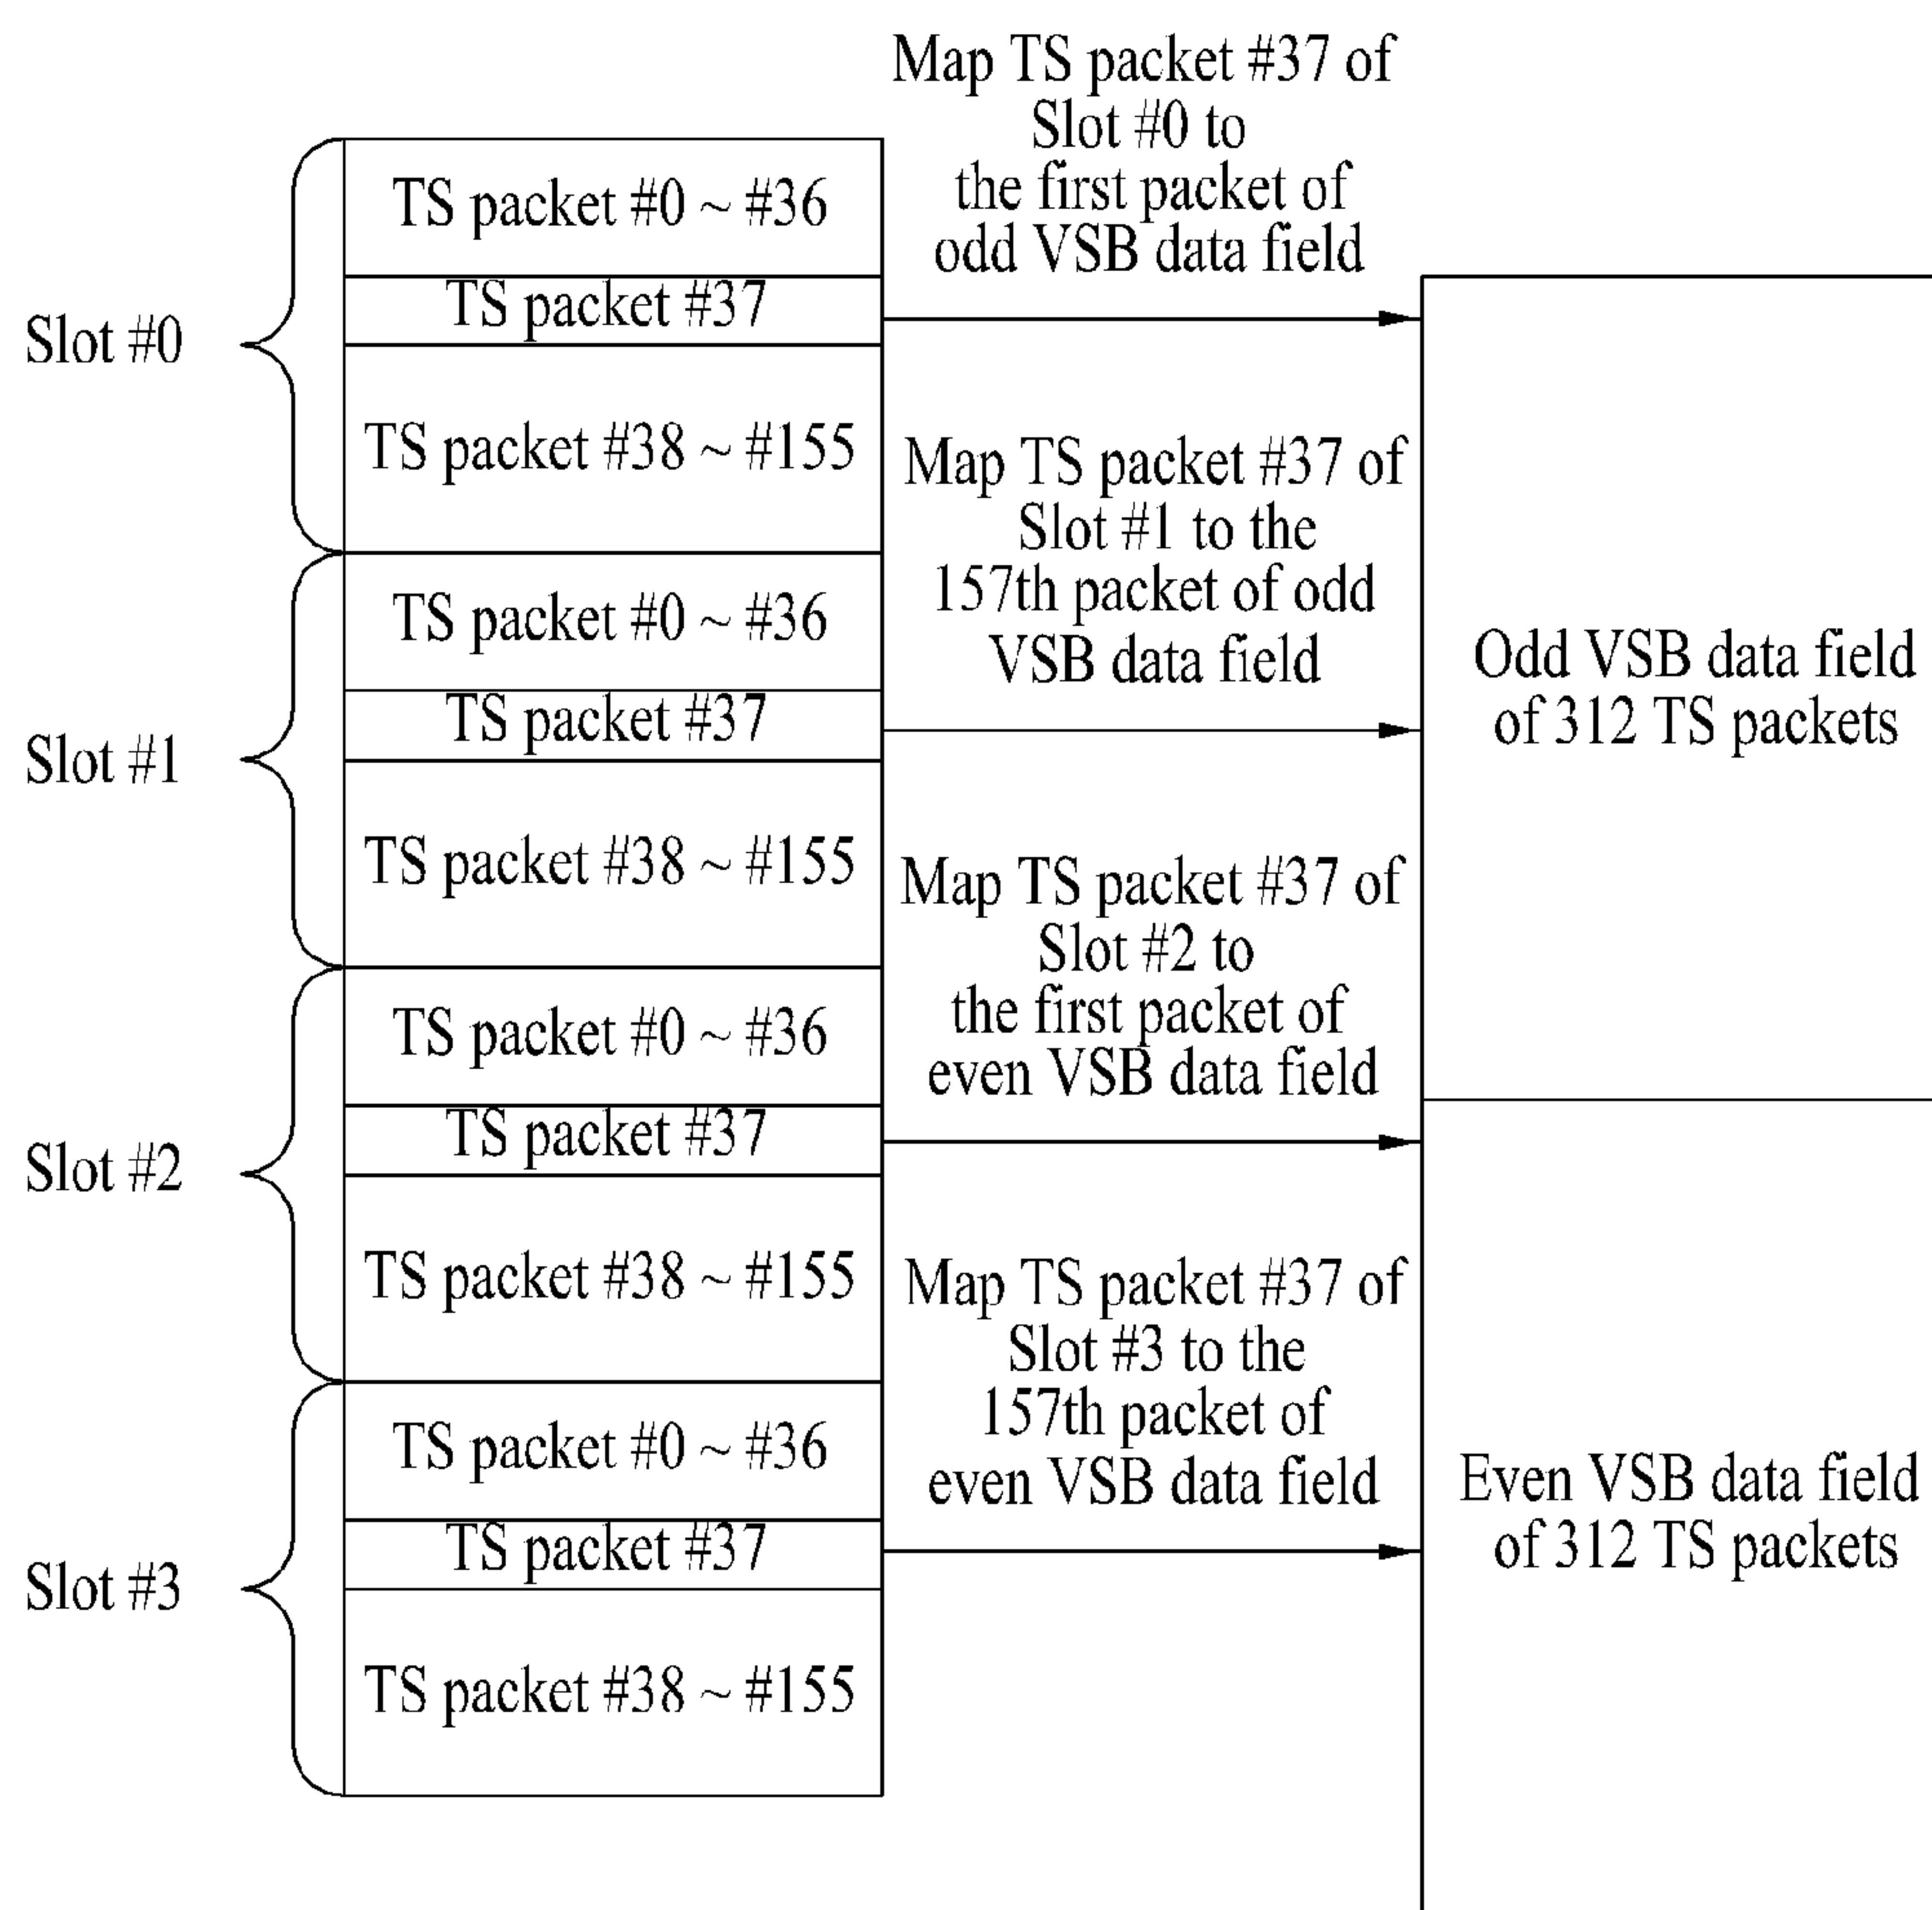 Map TS packet #37 of
Slot #0 to
the first packet of
odd VSB data field
Slot #0
TS packet #0 ~ #36
TS packet #37
TS packet #38 ~ #155
Map TS packet #37 of
Slot #1 to the
157th packet of odd
VSB data field
Slot #1
TS packet #0 ~ #36
TS packet #37
TS packet #38 ~ #155
Odd VSB data field
of 312 TS packets
Map TS packet #37 of
Slot #2 to
the first packet of
even VSB data field
Slot #2
TS packet #0 ~ #36
TS packet #37
TS packet #38 ~ #155
Map TS packet #37 of
Slot #3 to the
157th packet of
even VSB data field
Slot #3
TS packet #0 ~ #36
TS packet #37
TS packet #38 ~ #155
Even VSB data field
of 312 TS packets